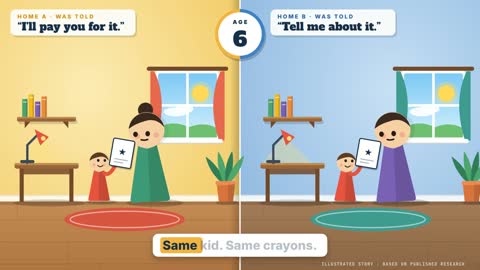 HOME A · WAS TOLD
“I'll pay you for it.”
AGE
6
HOME B · WAS TOLD
“Tell me about it.”
Same kid. Same crayons.
ILLUSTRATED STORY · BASED ON PUBLISHED RESEARCH